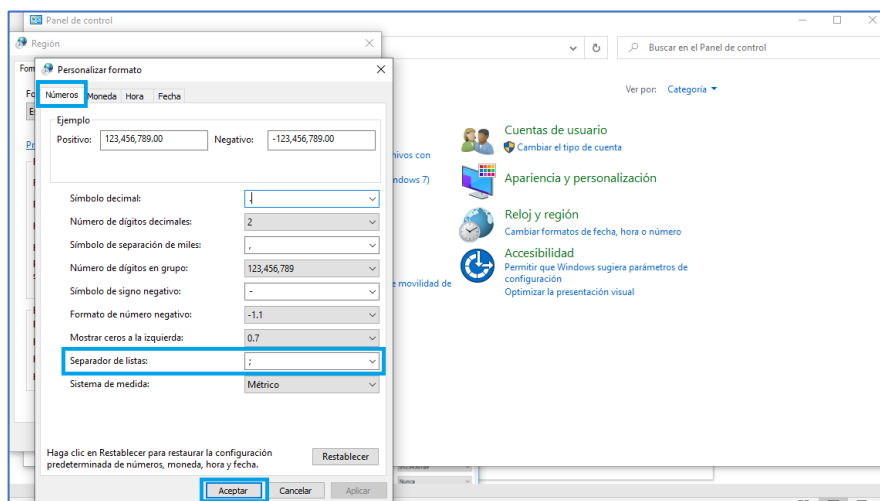 Panel de control
Región
Buscar en el Panel de control
Personalizar formato
Números
Moneda
Hora
Fecha
Ver por: Categoría
Ejemplo
Positivo: 123,456,789.00
Negativo: -123,456,789.00
Símbolo decimal: .
Número de dígitos decimales: 2
Símbolo de separación de miles: ,
Número de dígitos en grupo: 123,456,789
Símbolo de signo negativo: -
Formato de número negativo: -1.1
Mostrar ceros a la izquierda: 0.7
Separador de listas: ;
Sistema de medida: Métrico
Haga clic en Restablecer para restaurar la configuración
predeterminada de números, moneda, hora y fecha.
Restablecer
Aceptar
Cancelar
Aplicar
hivos con
ndows 7)
e movilidad de
Cuentas de usuario
Cambiar el tipo de cuenta
Apariencia y personalización
Reloj y región
Cambiar formatos de fecha, hora o número
Accesibilidad
Permitir que Windows sugiera parámetros de
configuración
Optimizar la presentación visual
Nunca